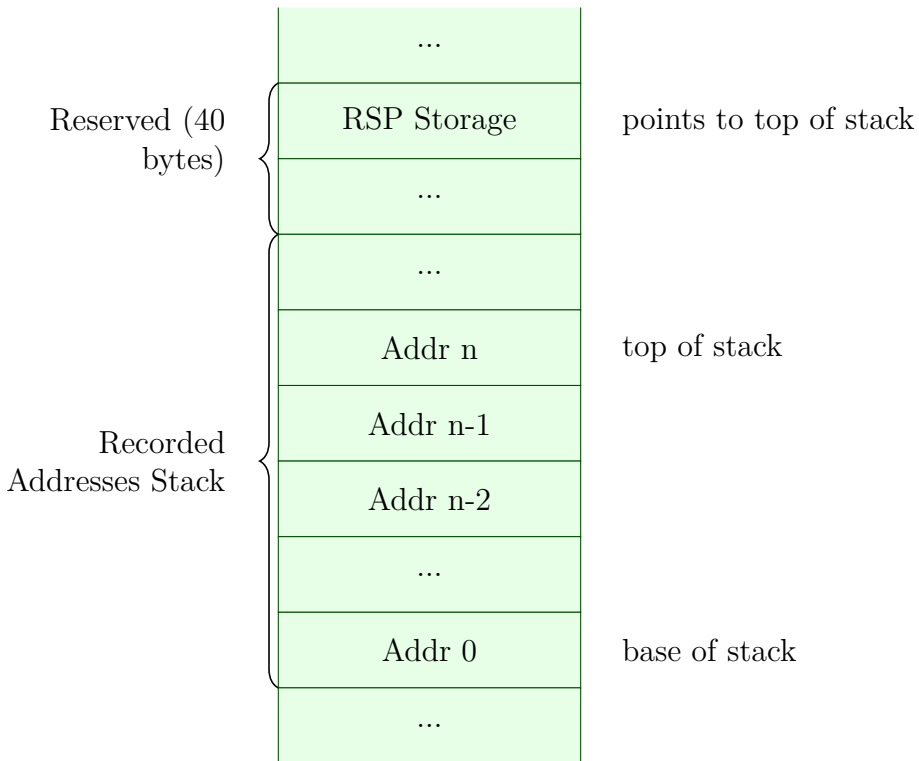 ...
Reserved (40
bytes)
RSP Storage
points to top of stack
...
...
Addr n
top of stack
Addr n-1
Recorded
Addresses Stack
Addr n-2
...
Addr 0
base of stack
...